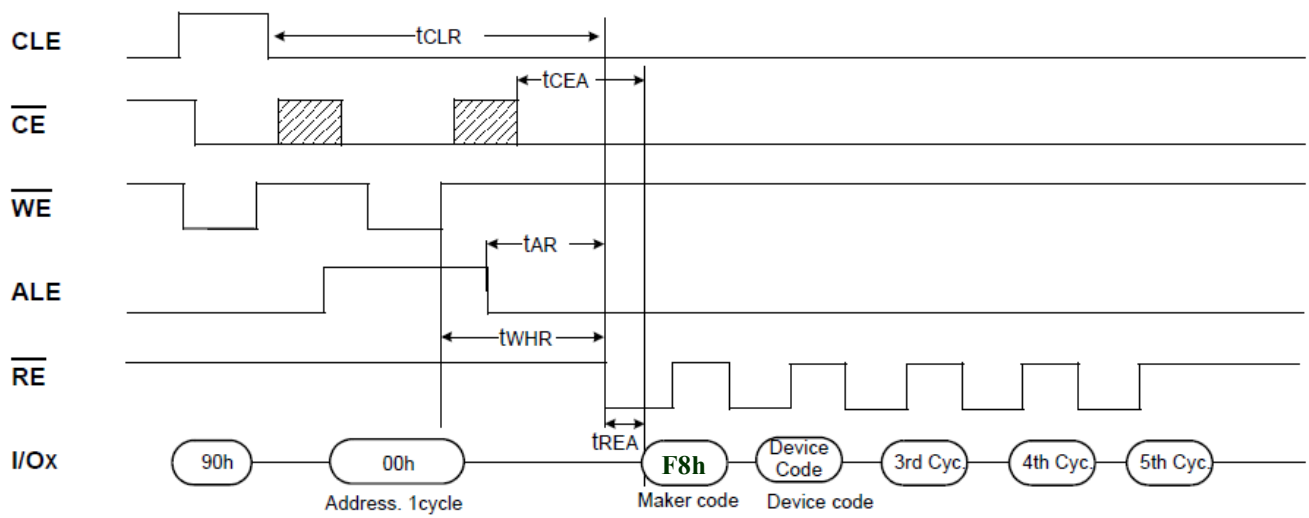 CLE
tCLR
tCEA
CE
WE
tAR
ALE
tWHR
RE
tREA
I/Ox
90h
00h
F8h
Device
Code
3rd Cyc.
4th Cyc.
5th Cyc.
Address. 1cycle
Maker code
Device code